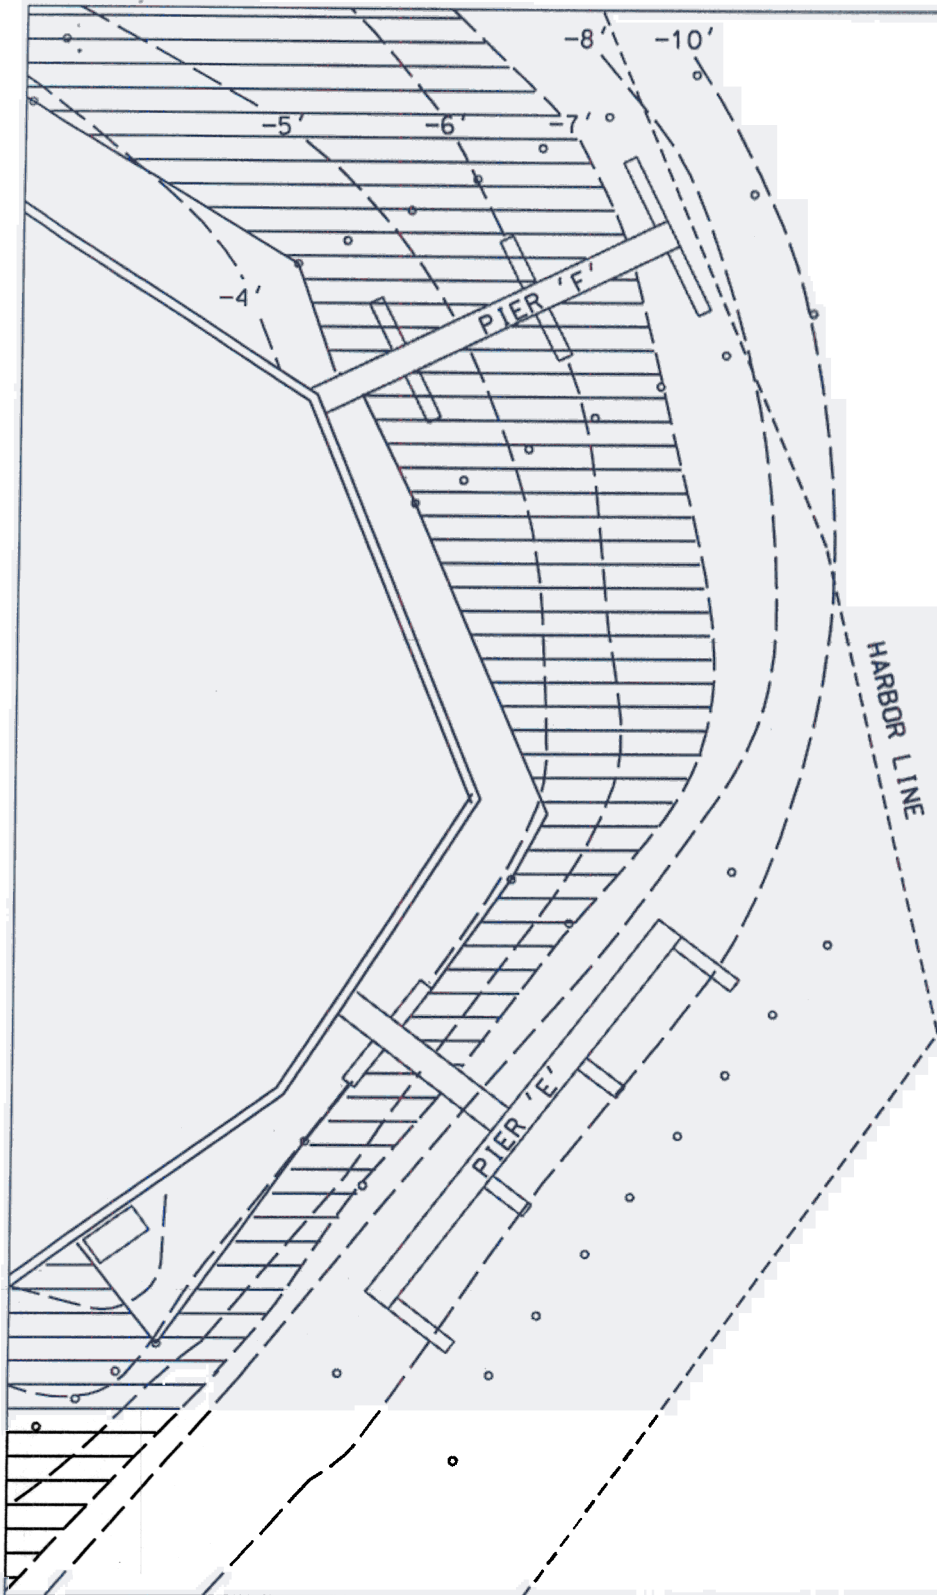 -8' -10'
-5' -6' -7'
-4'
PIER 'F'
HARBOR LINE
PIER 'E'